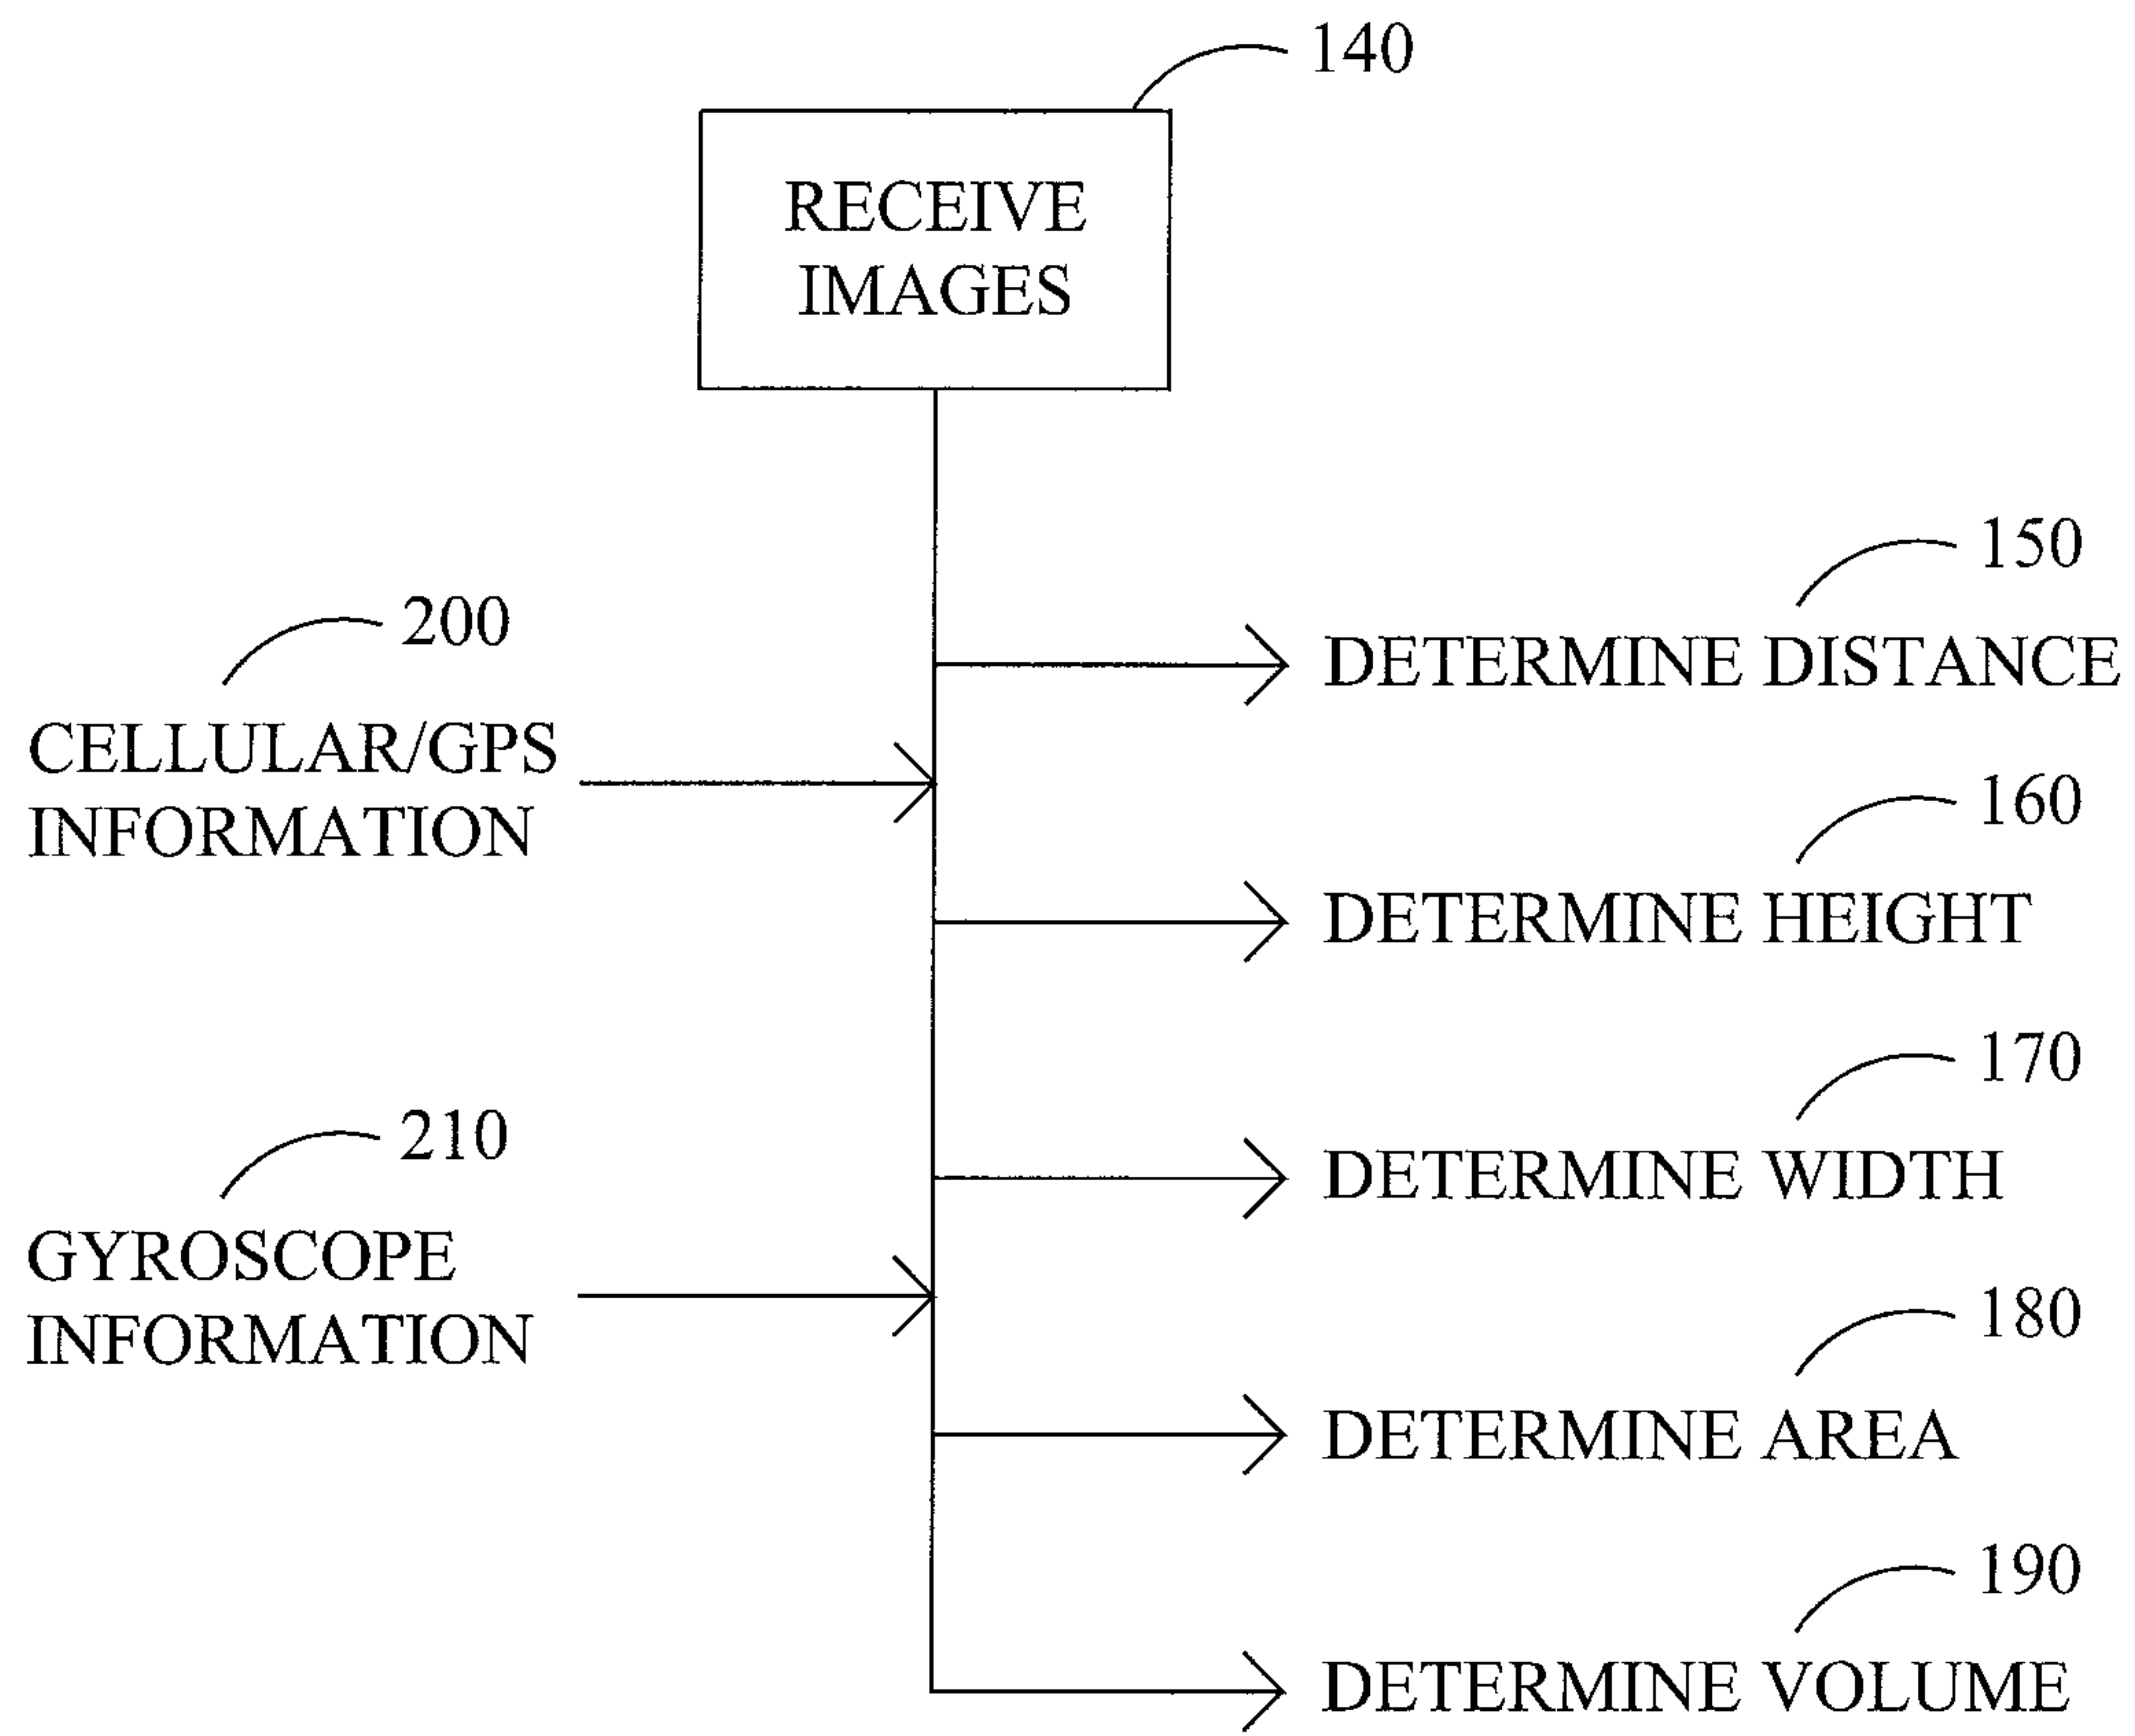 140
RECEIVE
IMAGES
150
DETERMINE DISTANCE
200
CELLULAR/GPS
INFORMATION
160
DETERMINE HEIGHT
170
DETERMINE WIDTH
210
GYROSCOPE
INFORMATION
180
DETERMINE AREA
190
DETERMINE VOLUME